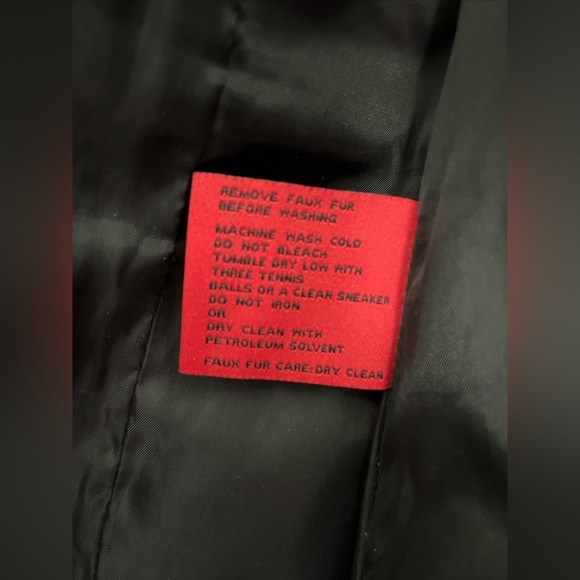 REMOVE FAUX FUR
BEFORE WASHING
MACHINE WASH COLD
DO NOT BLEACH
TUMBLE DRY LOW WITH
THREE TENNIS
BALLS OR A CLEAN SNEAKER
DO NOT IRON
OR
DRY CLEAN WITH
PETROLEUM SOLVENT
FAUX FUR CARE: DRY CLEAN